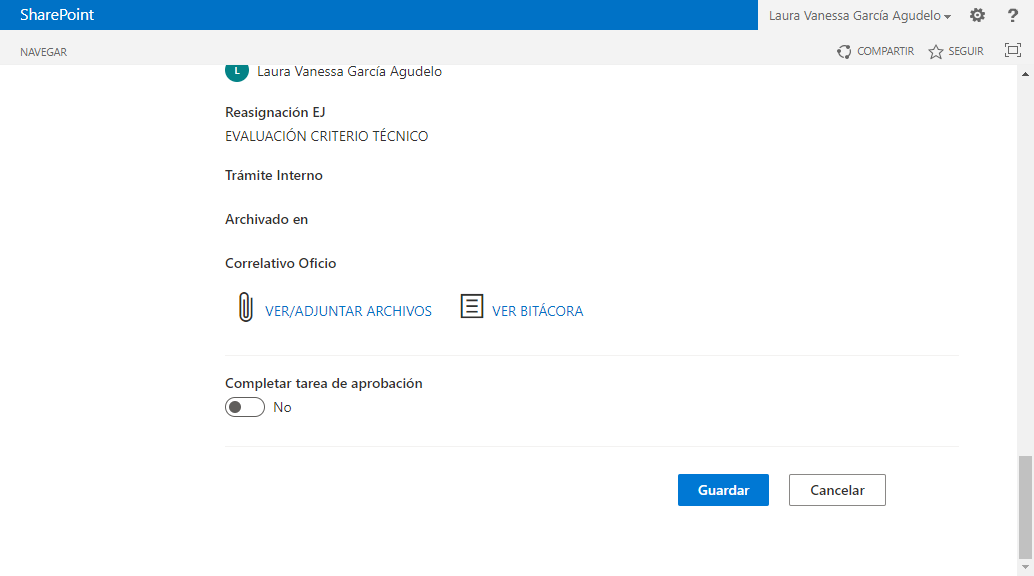 SharePoint
Laura Vanessa García Agudelo
?
NAVEGAR
COMPARTIR
SEGUIR
L
Laura Vanessa García Agudelo
Reasignación EJ
EVALUACIÓN CRITERIO TÉCNICO
Trámite Interno
Archivado en
Correlativo Oficio
VER/ADJUNTAR ARCHIVOS
VER BITÁCORA
Completar tarea de aprobación
No
Guardar
Cancelar